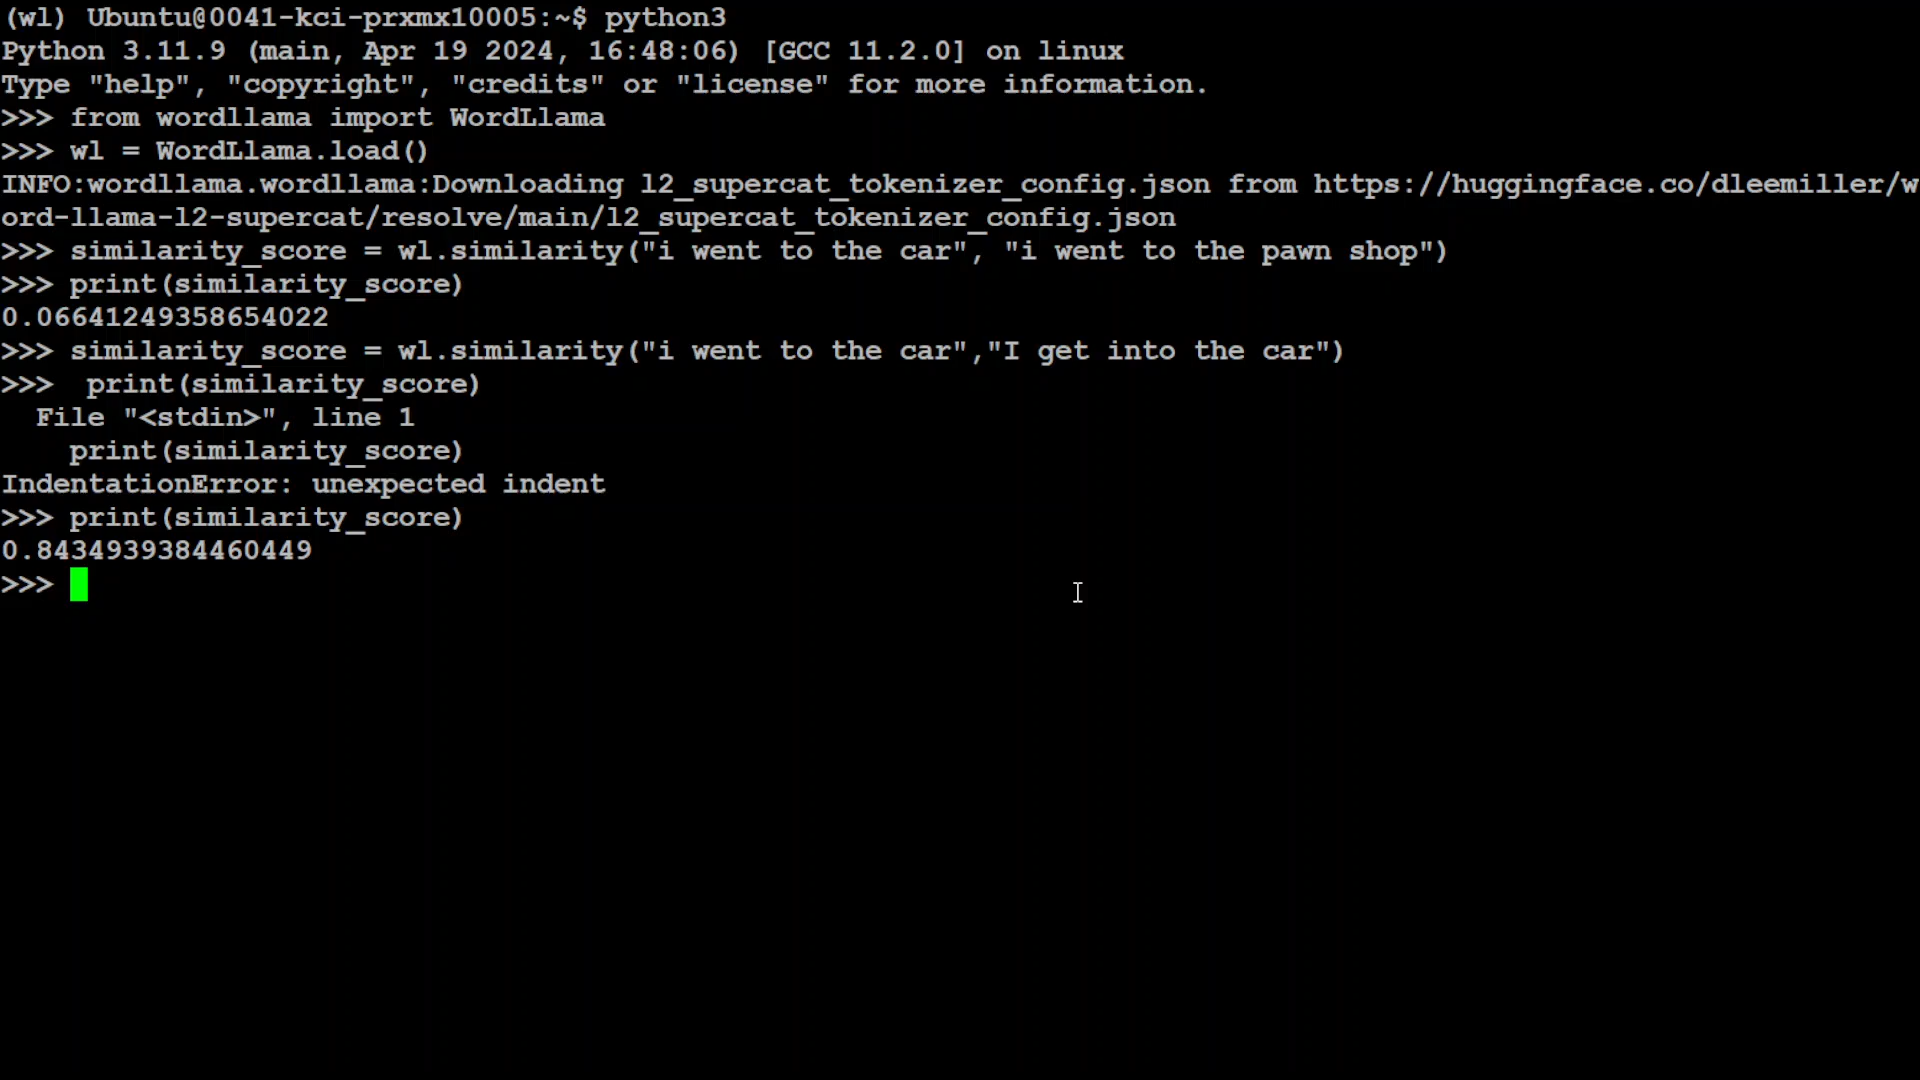 (wl) Ubuntu@0041-kci-prxmx10005:~$ python3
Python 3.11.9 (main, Apr 19 2024, 16:48:06) [GCC 11.2.0] on linux
Type "help", "copyright", "credits" or "license" for more information.
>>> from wordllama import WordLlama
>>> wl = WordLlama.load()
INFO:wordllama.wordllama:Downloading l2_supercat_tokenizer_config.json from https://huggingface.co/dleemiller/w
ord-llama-l2-supercat/resolve/main/l2_supercat_tokenizer_config.json
>>> similarity_score = wl.similarity("i went to the car", "i went to the pawn shop")
>>> print(similarity_score)
0.06641249358654022
>>> similarity_score = wl.similarity("i went to the car","I get into the car")
>>>  print(similarity_score)
  File "<stdin>", line 1
    print(similarity_score)
IndentationError: unexpected indent
>>> print(similarity_score)
0.8434939384460449
>>>